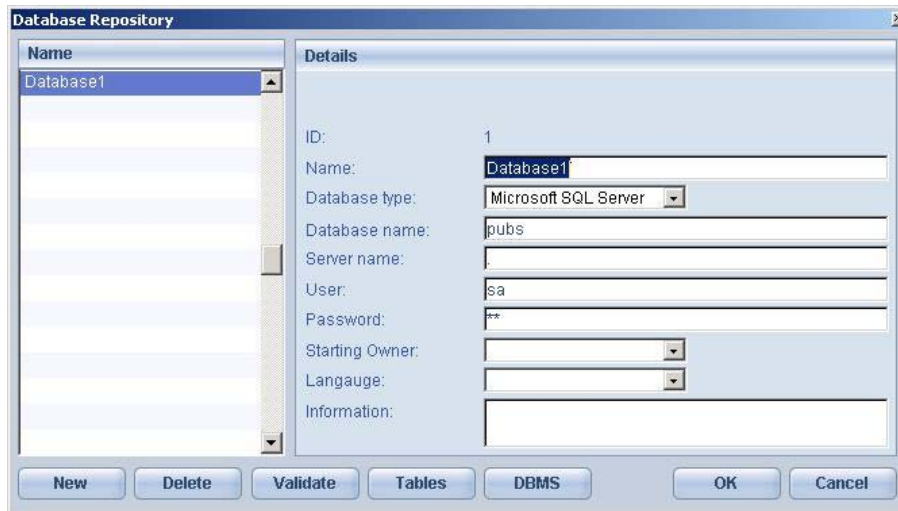 Database Repository
Name
Database1
Details
ID: 1
Name: Database1
Database type: Microsoft SQL Server
Database name: pubs
Server name: .
User: sa
Password: **
Starting Owner:
Langauge:
Information:
New Delete Validate Tables DBMS OK Cancel